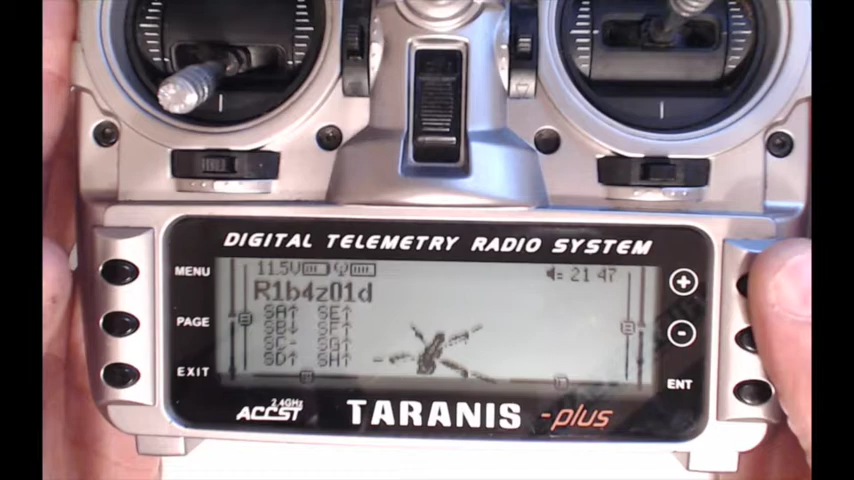 DIGITAL TELEMETRY RADIO SYSTEM
MENU
PAGE
EXIT
11.5V
21:47
R1b4z01d
SA↑ SE↑
SB↓ SF↑
SC- SG↑
SD↑ SH↑
+
-
ENT
2.4GHz
ACCST
TARANIS -plus